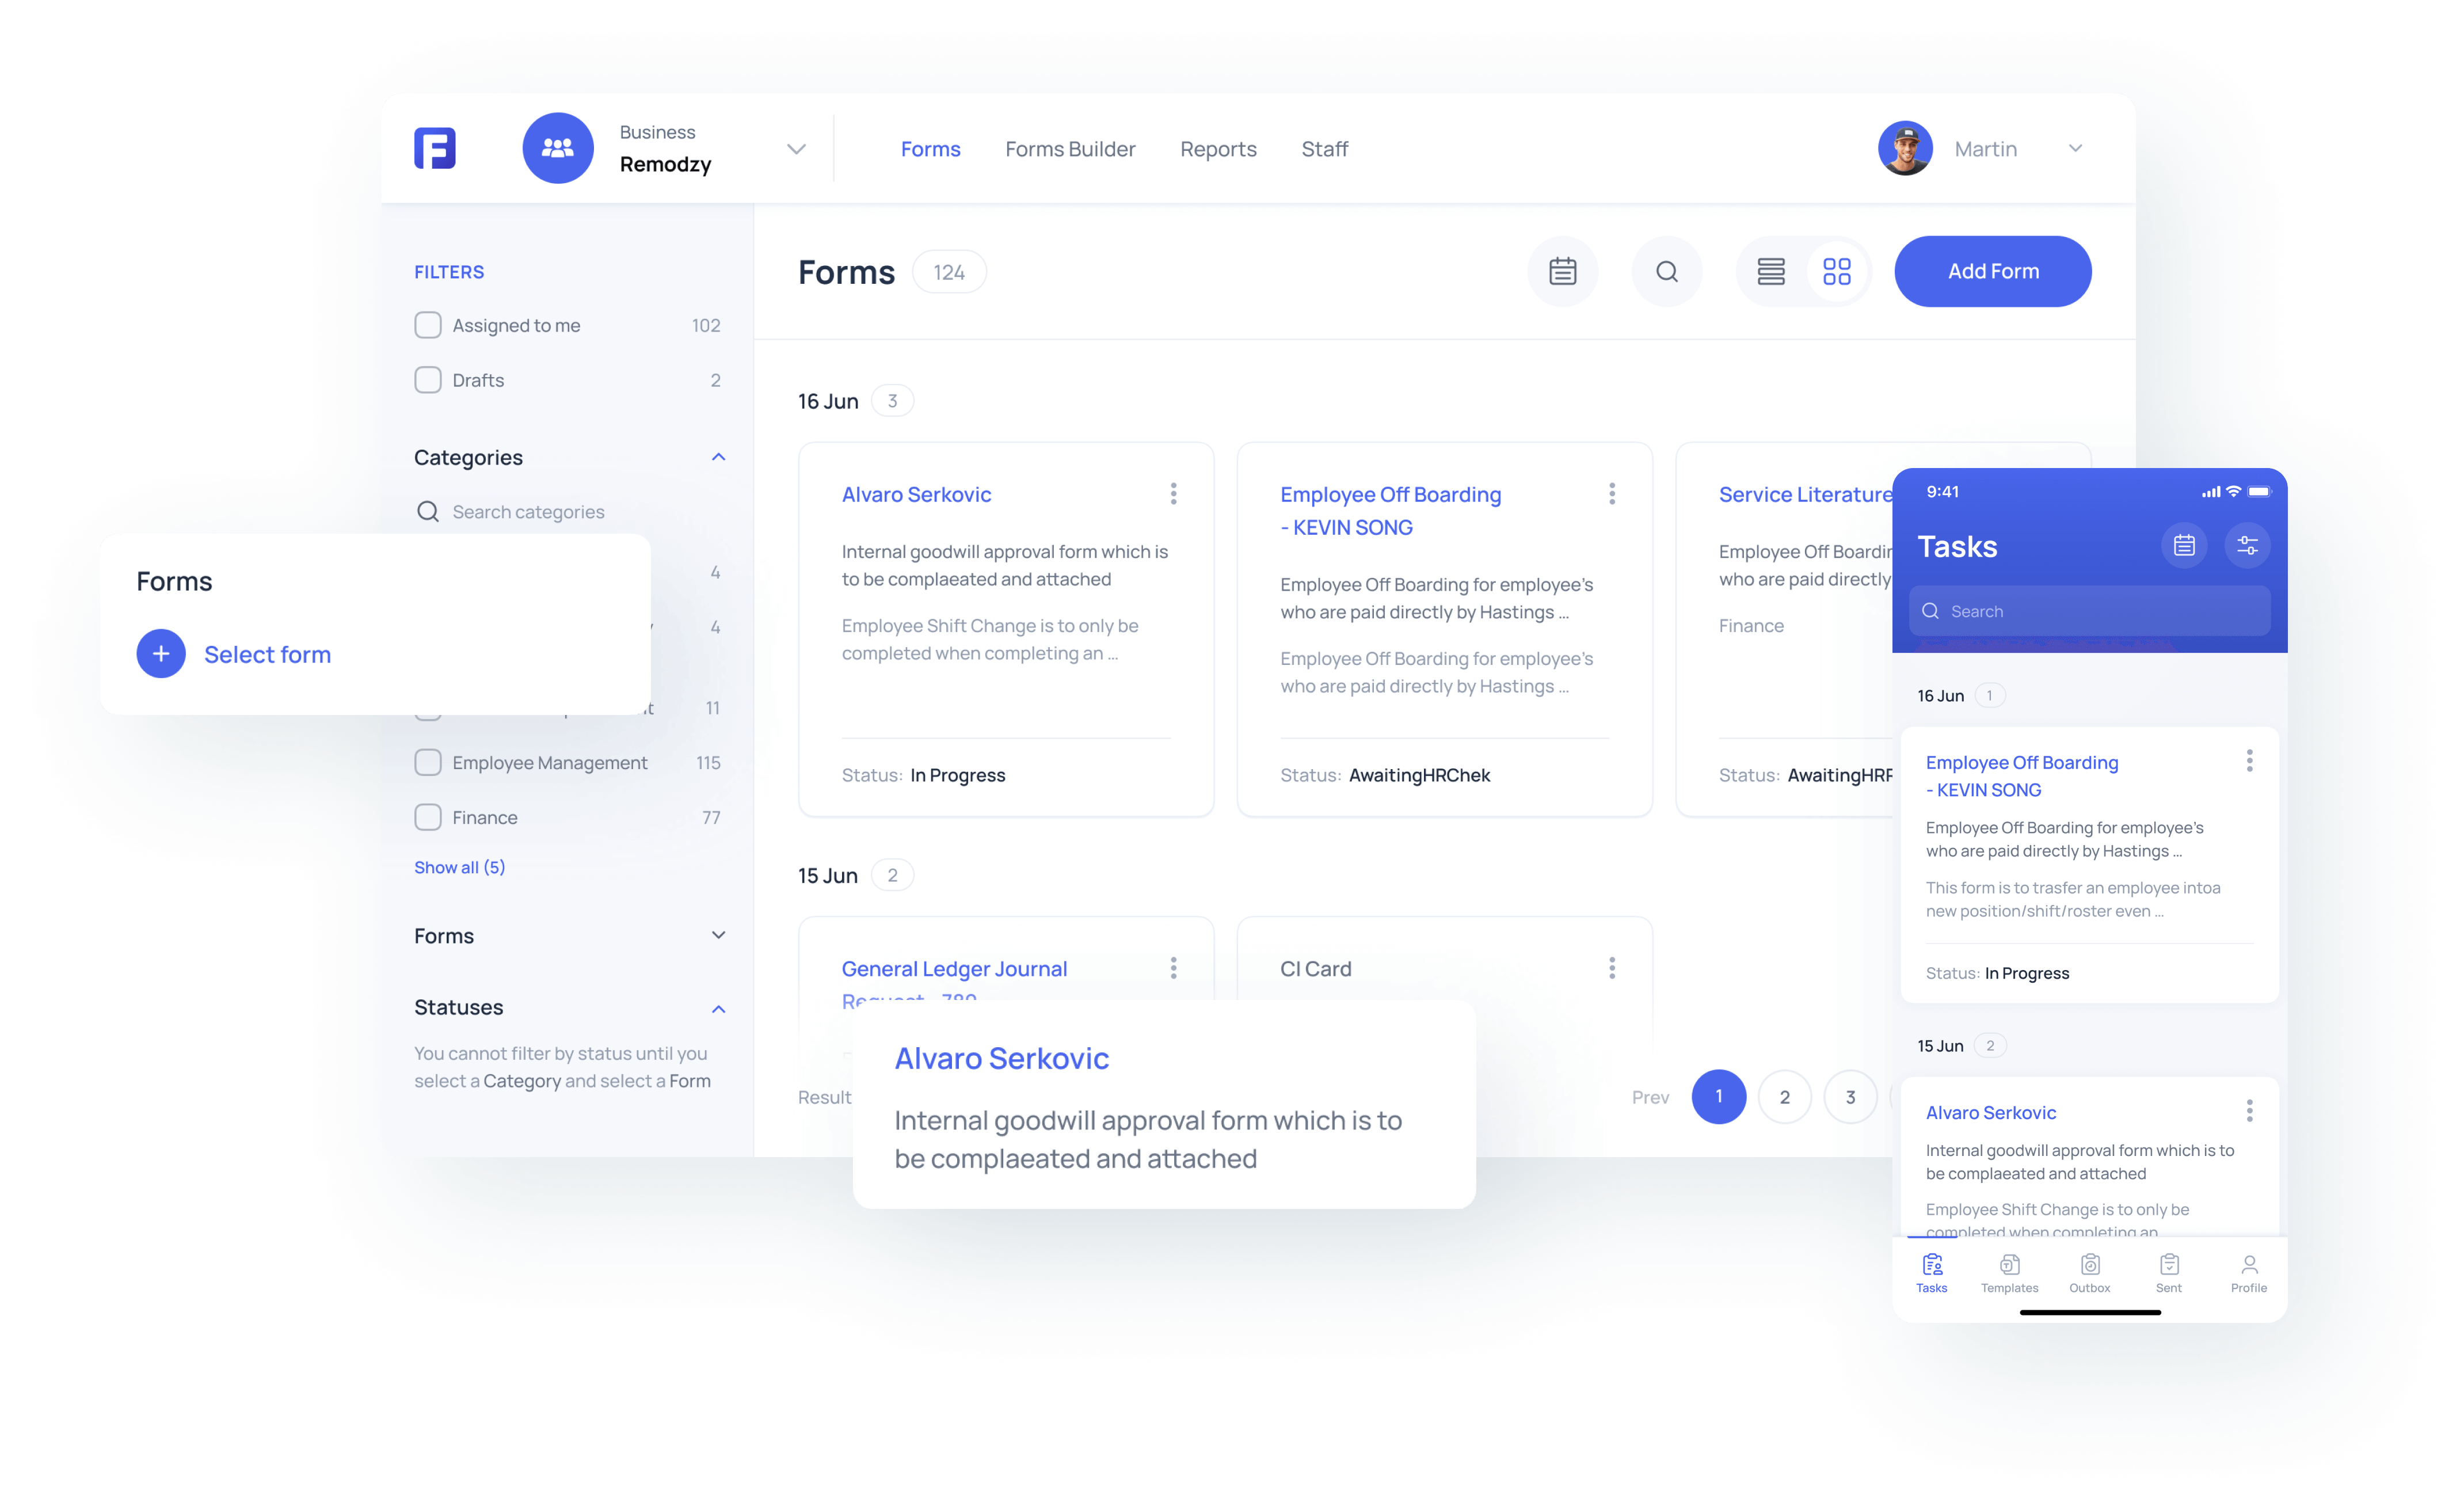 Business
Remodzy
Forms
Forms Builder
Reports
Staff
Martin
FILTERS
Assigned to me 102
Drafts 2
Categories
Search categories
4
4
11
Employee Management 115
Finance 77
Show all (5)
Forms
Statuses
You cannot filter by status until you
select a Category and select a Form
Forms
Select form
Forms 124
Add Form
16 Jun 3
Alvaro Serkovic
Internal goodwill approval form which is
to be complaeated and attached
Employee Shift Change is to only be
completed when completing an ...
Status: In Progress
Employee Off Boarding
- KEVIN SONG
Employee Off Boarding for employee's
who are paid directly by Hastings ...
Employee Off Boarding for employee's
who are paid directly by Hastings ...
Status: AwaitingHRChek
Service Literature
Employee Off
who are paid directly
Finance
Status:
15 Jun 2
General Ledger Journal
CI Card
Alvaro Serkovic
Internal goodwill approval form which is to
be complaeated and attached
Prev 1 2 3
9:41
Tasks
Search
16 Jun 1
Employee Off Boarding
- KEVIN SONG
Employee Off Boarding for employee's
who are paid directly by Hastings ...
This form is to trasfer an employee intoa
new position/shift/roster even ...
Status: In Progress
15 Jun 2
Alvaro Serkovic
Internal goodwill approval form which is to
be complaeated and attached
Employee Shift Change is to only be
completed when completing an
Tasks
Templates
Outbox
Sent
Profile